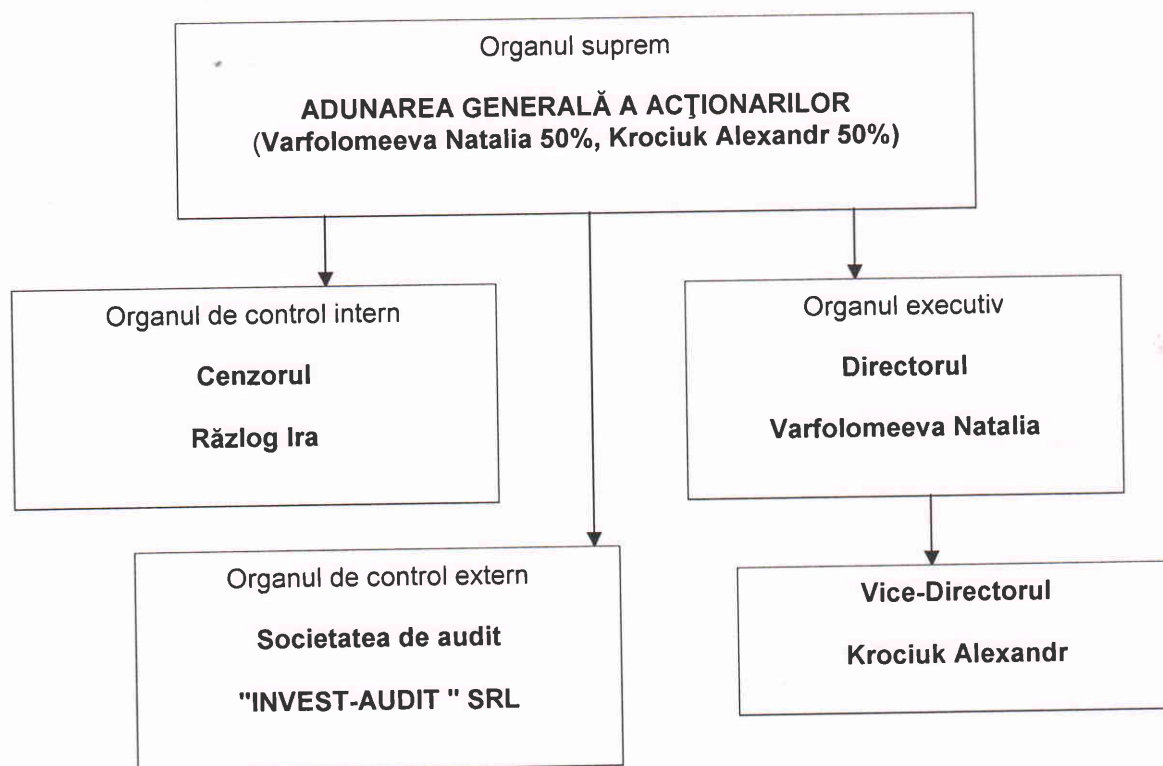 Organul suprem
ADUNAREA GENERALĂ A ACŢIONARILOR
(Varfolomeeva Natalia 50%, Krociuk Alexandr 50%)
Organul de control intern
Cenzorul
Răzlog Ira
Organul executiv
Directorul
Varfolomeeva Natalia
Organul de control extern
Societatea de audit
"INVEST-AUDIT " SRL
Vice-Directorul
Krociuk Alexandr